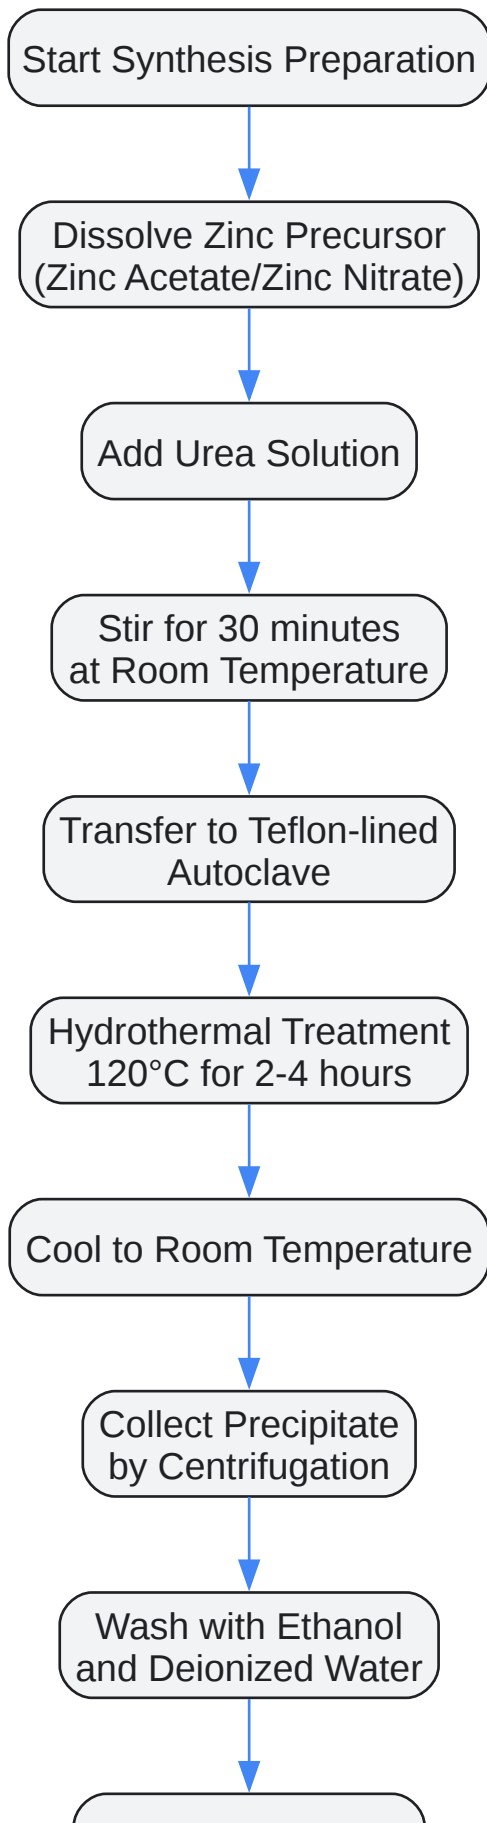 Start Synthesis Preparation
Dissolve Zinc Precursor
(Zinc Acetate/Zinc Nitrate)
Add Urea Solution
Stir for 30 minutes
at Room Temperature
Transfer to Teflon-lined
Autoclave
Hydrothermal Treatment
120°C for 2-4 hours
Cool to Room Temperature
Collect Precipitate
by Centrifugation
Wash with Ethanol
and Deionized Water